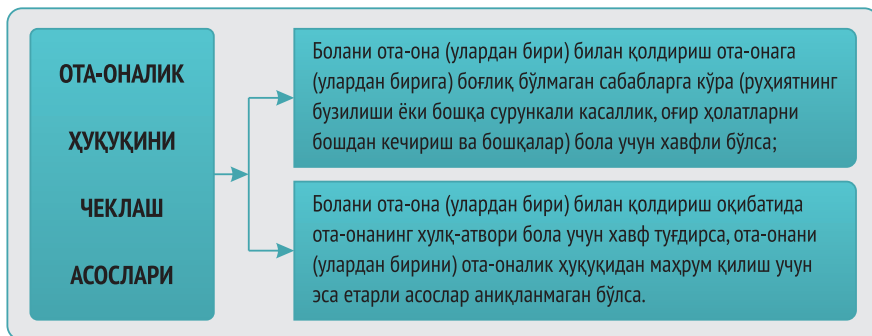 ОТА-ОНАЛИК
ҲУҚУҚИНИ
ЧЕКЛАШ
АСОСЛАРИ
Болани ота-она (улардан бири) билан қолдириш ота-онага
(улардан бирига) боғлиқ бўлмаган сабабларга кўра (руҳиятнинг
бузилиши ёки бошқа сурункали касаллик, оғир ҳолатларни
бошдан кечириш ва бошқалар) бола учун хавфли бўлса;
Болани ота-она (улардан бири) билан қолдириш оқибатида
ота-онанинг хулқ-атвори бола учун хавф туғдирса, ота-онани
(улардан бирини) ота-оналик ҳуқуқидан маҳрум қилиш учун
эса етарли асослар аниқланмаган бўлса.